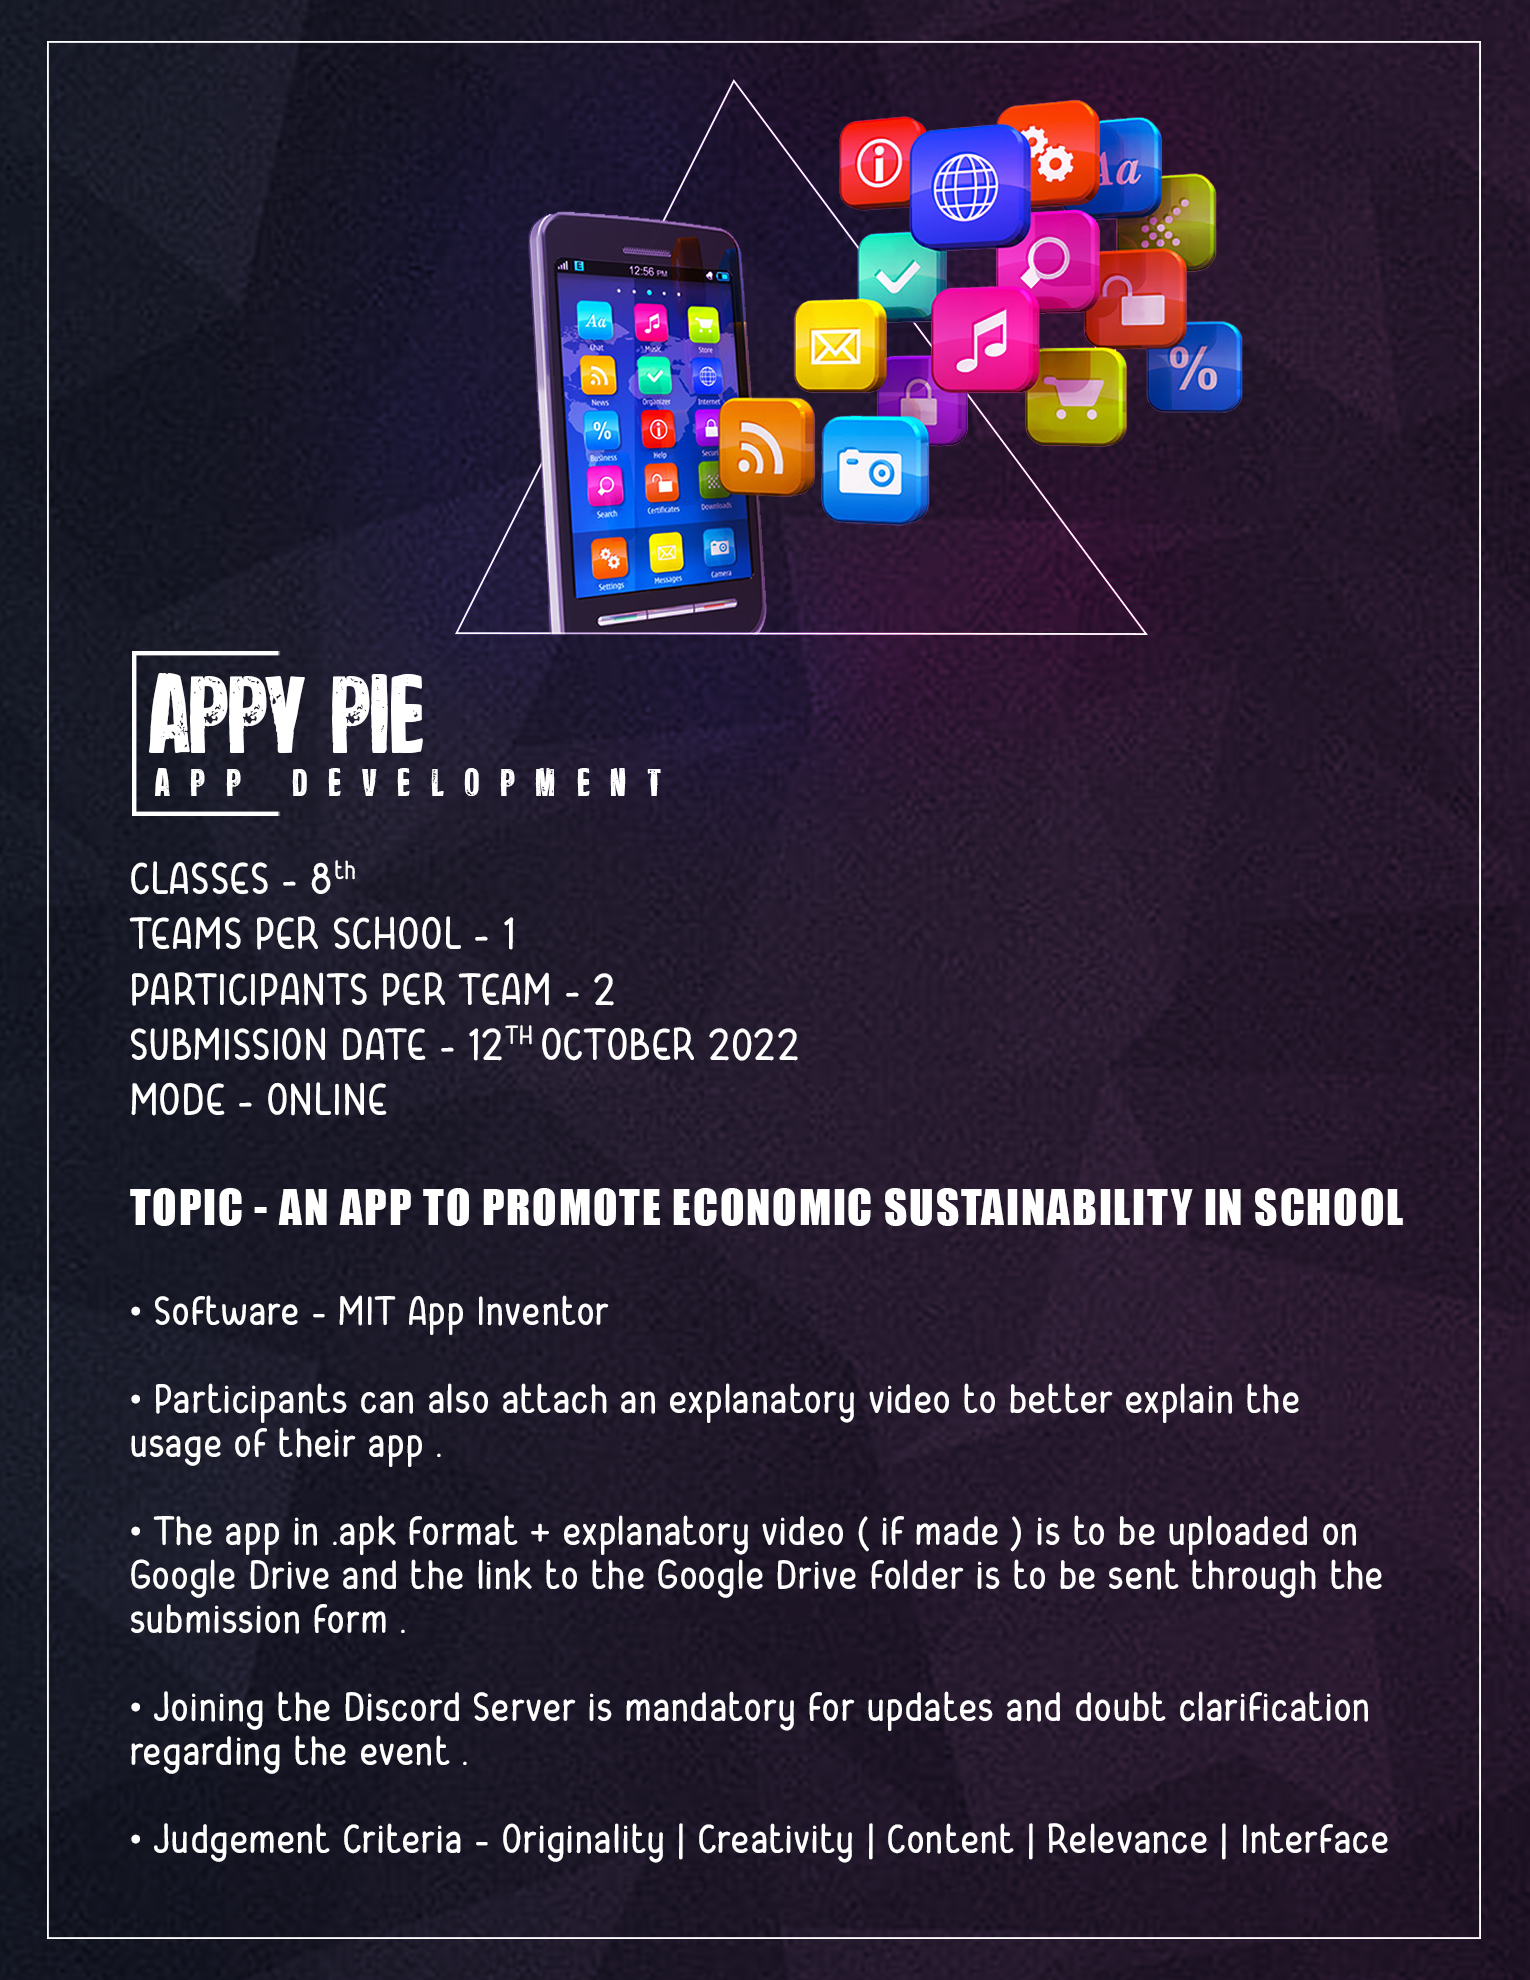 12:56 PM
Aa
Chat
Music
Store
News
Organizer
Internet
%
Business
Help
Search
Certificates
Downloads
Settings
Messages
Camera
Aa
%
APPY PIE
APP DEVELOPMENT
CLASSES - 8th
TEAMS PER SCHOOL - 1
PARTICIPANTS PER TEAM - 2
SUBMISSION DATE - 12TH OCTOBER 2022
MODE - ONLINE
TOPIC - AN APP TO PROMOTE ECONOMIC SUSTAINABILITY IN SCHOOL
• Software - MIT App Inventor
• Participants can also attach an explanatory video to better explain the
usage of their app .
• The app in .apk format + explanatory video ( if made ) is to be uploaded on
Google Drive and the link to the Google Drive folder is to be sent through the
submission form .
• Joining the Discord Server is mandatory for updates and doubt clarification
regarding the event .
• Judgement Criteria - Originality | Creativity | Content | Relevance | Interface